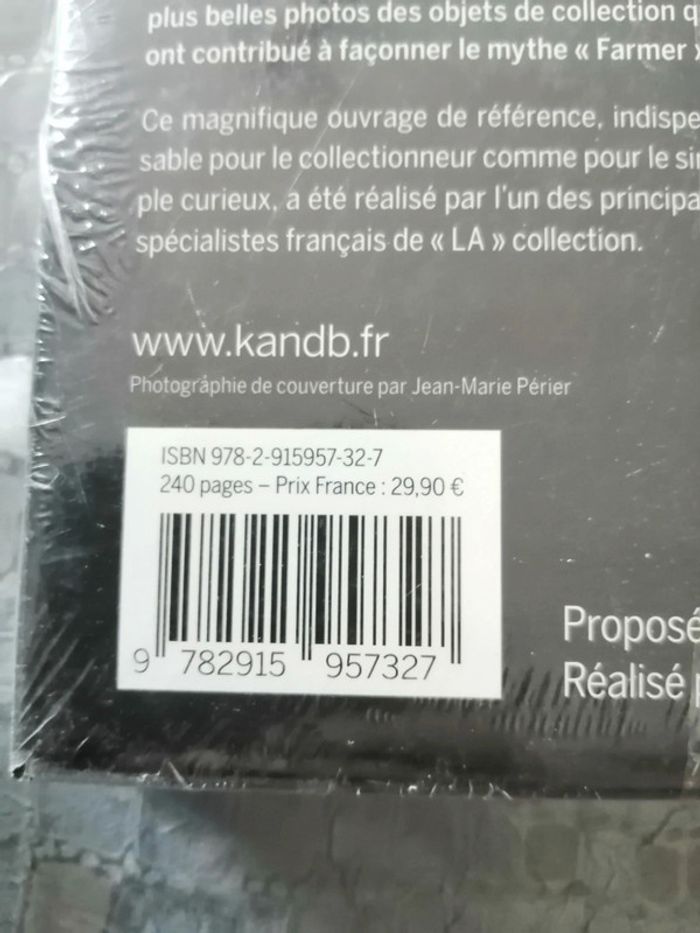 plus belles photos des objets de collection q
ont contribué à façonner le mythe « Farmer »
Ce magnifique ouvrage de référence, indispe
sable pour le collectionneur comme pour le si
ple curieux, a été réalisé par l'un des principa
spécialistes français de « LA » collection.
www.kandb.fr
Photographie de couverture par Jean-Marie Périer
ISBN 978-2-915957-32-7
240 pages – Prix France : 29,90 €
9 782915 957327
Proposé
Réalisé